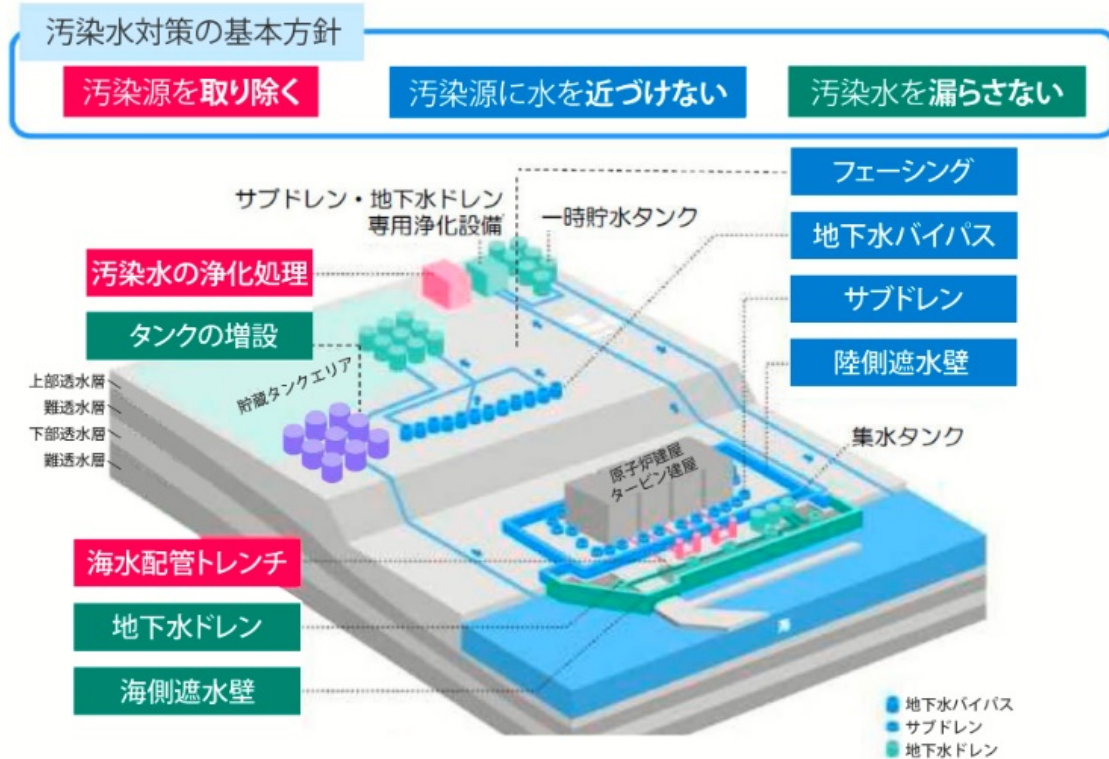 汚染水対策の基本方針
汚染源を取り除く
汚染源に水を近づけない
汚染水を漏らさない
フェーシング
サブドレン・地下水ドレン
専用浄化設備
一時貯水タンク
地下水バイパス
汚染水の浄化処理
サブドレン
タンクの増設
陸側遮水壁
貯蔵タンクエリア
上部透水層
難透水層
下部透水層
難透水層
集水タンク
原子炉建屋
タービン建屋
海水配管トレンチ
地下水ドレン
海
海側遮水壁
地下水バイパス
サブドレン
地下水ドレン